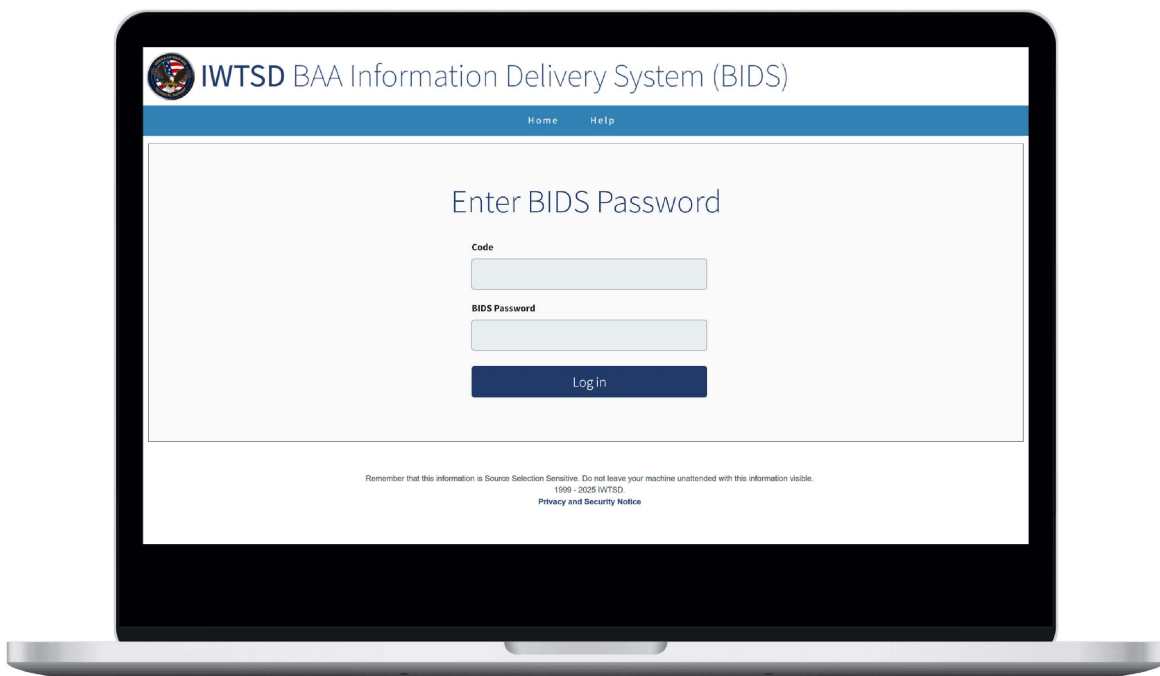 IWTSD BAA Information Delivery System (BIDS)
Home Help
Enter BIDS Password
Code
BIDS Password
Log in
Remember that this information is Source Selection Sensitive. Do not leave your machine unattended with this information visible.
1999 - 2025 IWTSD.
Privacy and Security Notice